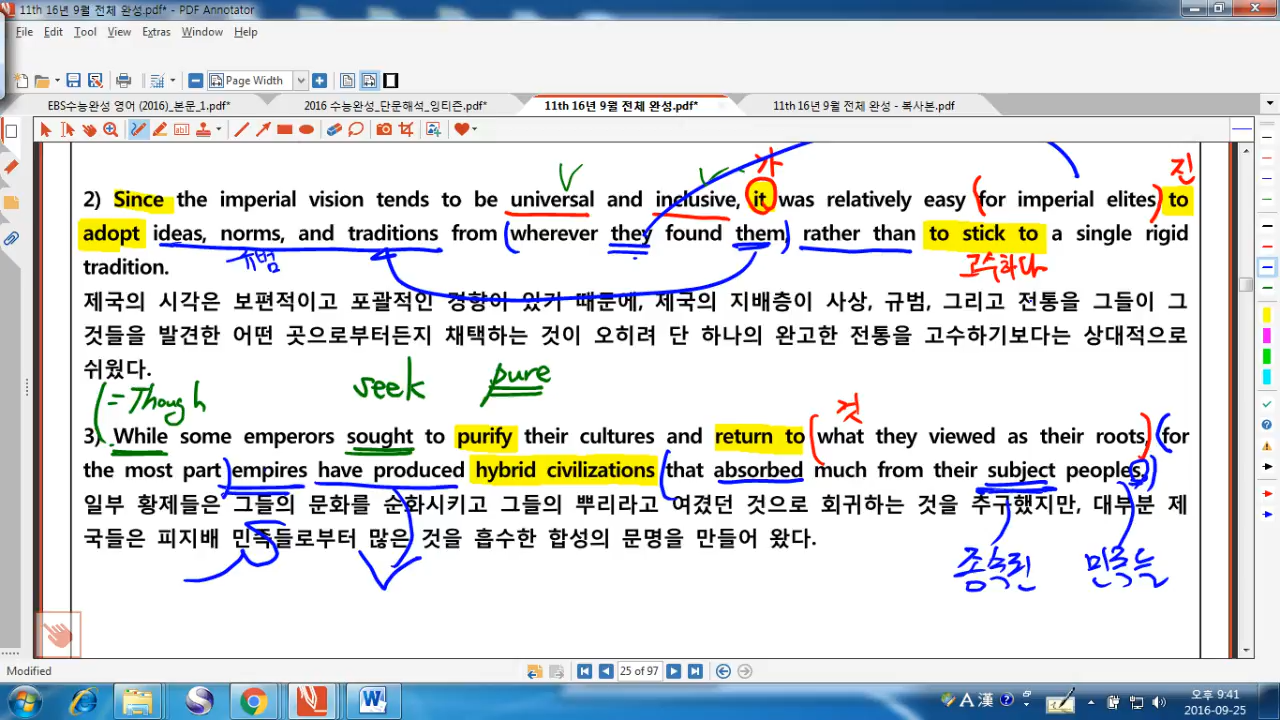 11th 16년 9월 전체 완성.pdf* - PDF Annotator
File Edit Tool View Extras Window Help
Page Width
EBS수능완성 영어 (2016)_본문_1.pdf*
2016 수능완성_단문해석_잉티즌.pdf*
11th 16년 9월 전체 완성.pdf*
11th 16년 9월 전체 완성 - 복사본.pdf
가
진
2) Since the imperial vision tends to be universal and inclusive, it was relatively easy (for imperial elites) to
adopt ideas, norms, and traditions from (wherever they found them) rather than to stick to a single rigid
규범
고수하다
tradition.
제국의 시각은 보편적이고 포괄적인 경향이 있기 때문에, 제국의 지배층이 사상, 규범, 그리고 전통을 그들이 그
것들을 발견한 어떤 곳으로부터든지 채택하는 것이 오히려 단 하나의 완고한 전통을 고수하기보다는 상대적으로
쉬웠다.
=Though
seek pure
것
3) While some emperors sought to purify their cultures and return to (what they viewed as their roots,) (for
the most part) empires have produced hybrid civilizations (that absorbed much from their subject peoples.)
일부 황제들은 그들의 문화를 순화시키고 그들의 뿌리라고 여겼던 것으로 회귀하는 것을 추구했지만, 대부분 제
국들은 피지배 민족들로부터 많은 것을 흡수한 합성의 문명을 만들어 왔다.
종속된 민족들
Modified
25 of 97
A 漢
오후 9:41
2016-09-25